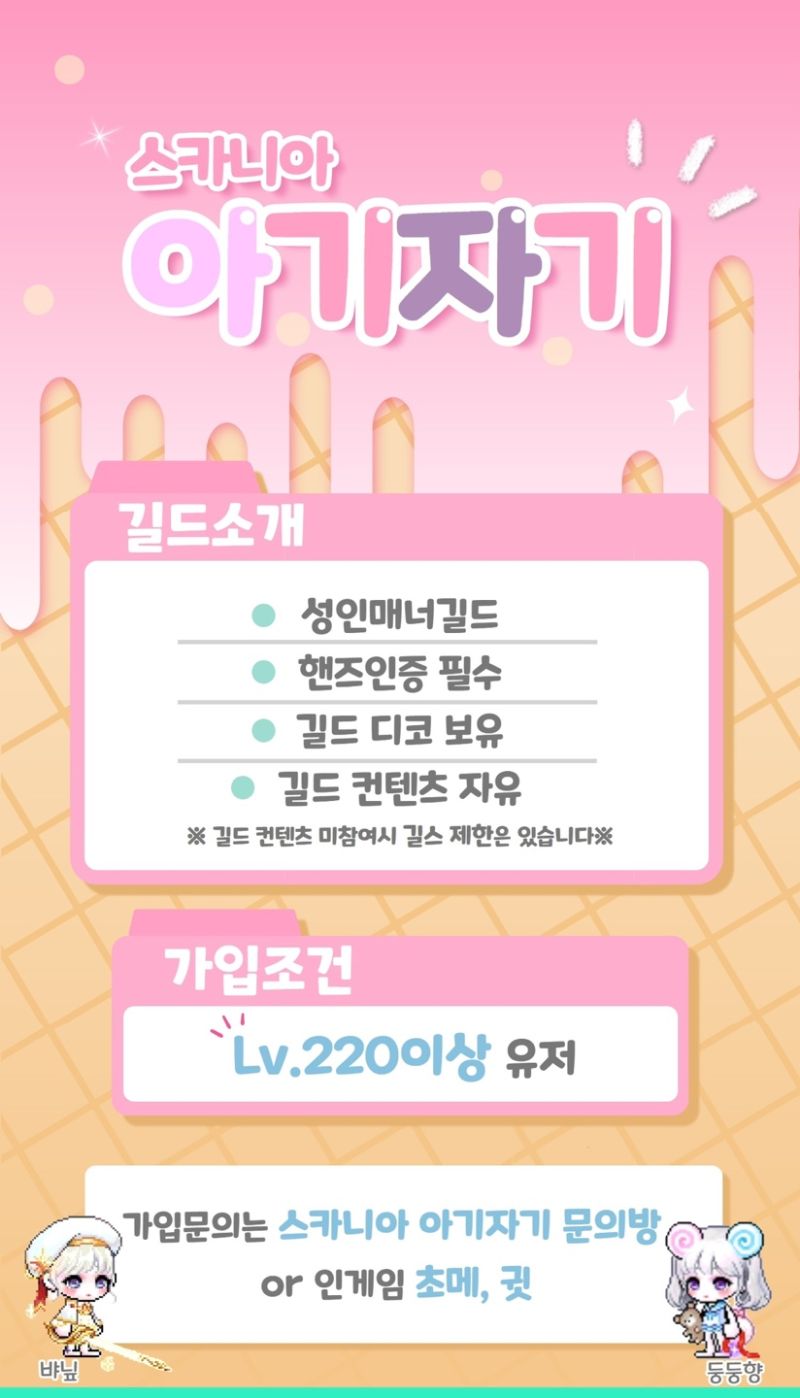 스카니아
아기자기
길드소개
성인매너길드
핸즈인증 필수
길드 디코 보유
길드 컨텐츠 자유
※ 길드 컨텐츠 미참여시 길스 제한은 있습니다※
가입조건
Lv.220이상 유저
가입문의는 스카니아 아기자기 문의방
or 인게임 초메, 귓
뱌닢
둥둥향